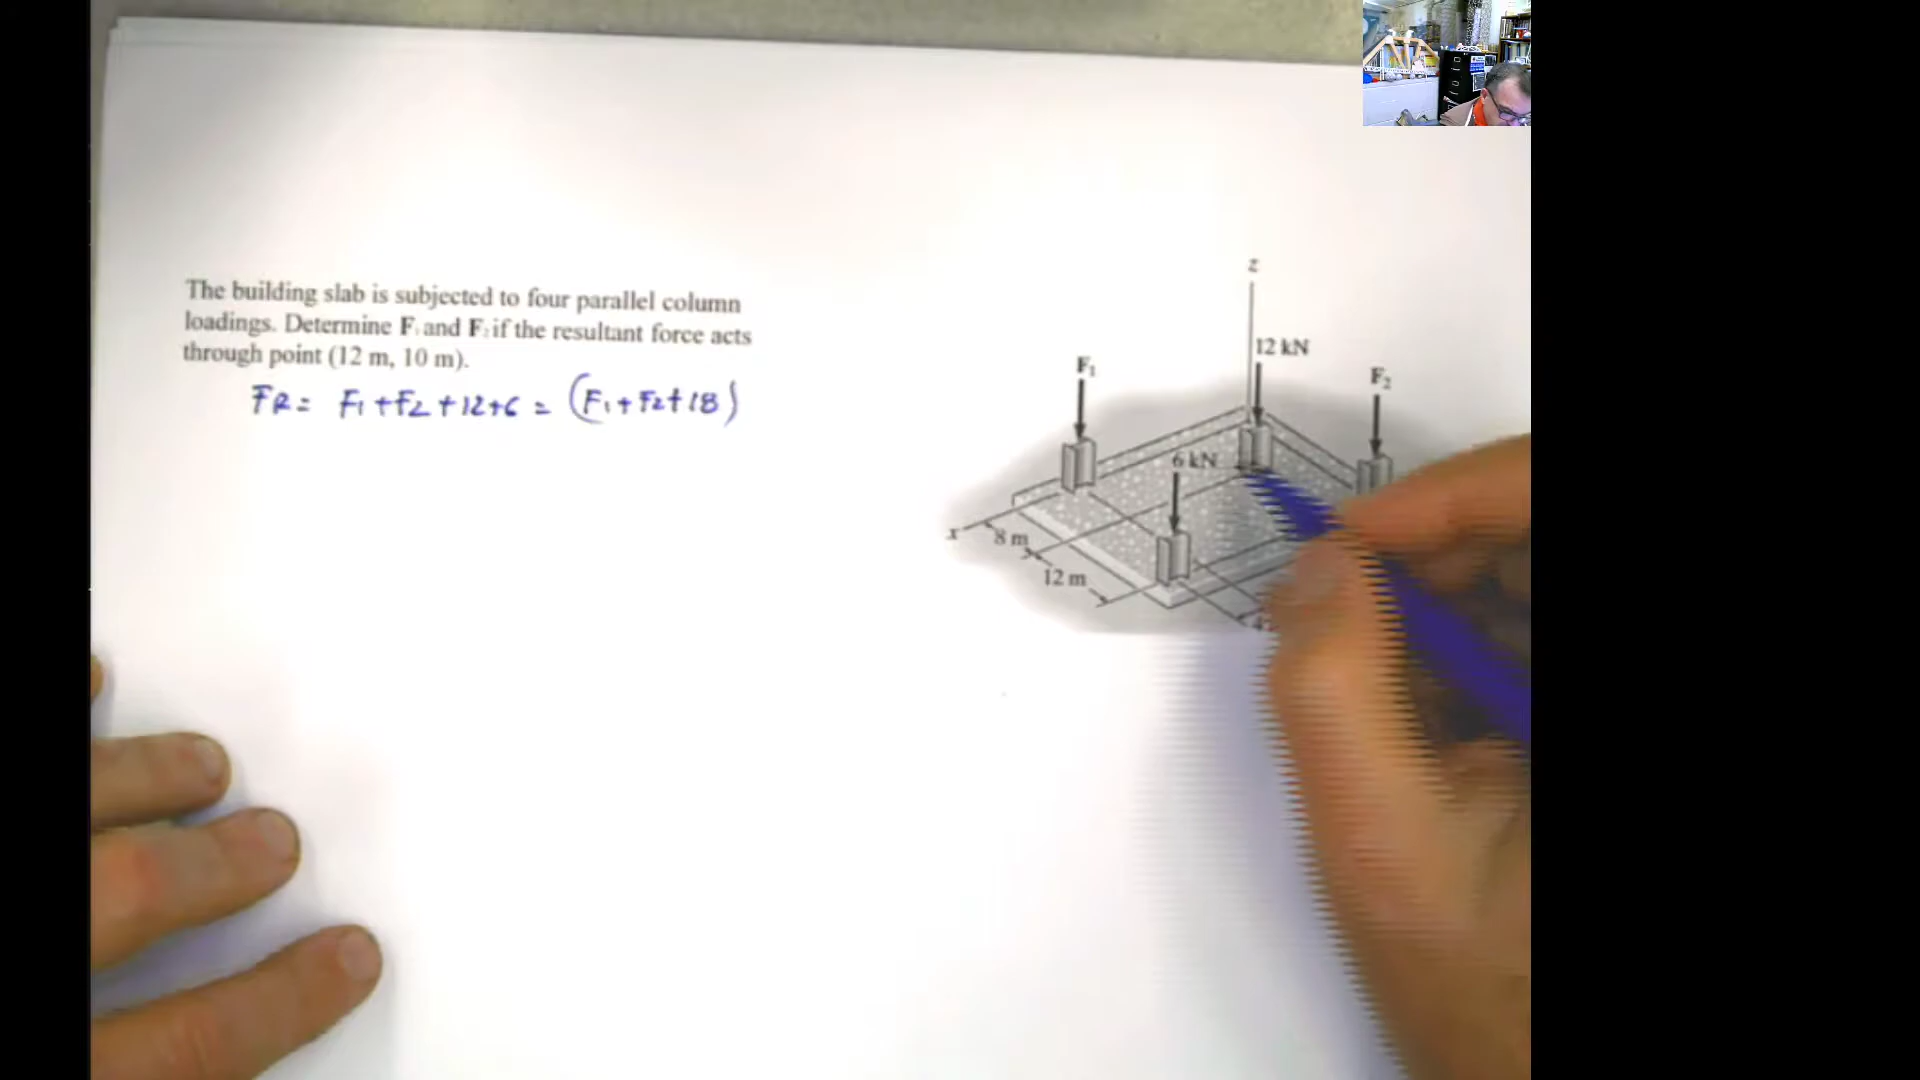 The building slab is subjected to four parallel column
loadings. Determine F₁ and F₂ if the resultant force acts
through point (12 m, 10 m).
FR = F1 + F2 + 12 + 6 = (F1 + F2 + 18)
z
12 kN
F₁
F₂
6 kN
x
8 m
12 m
4